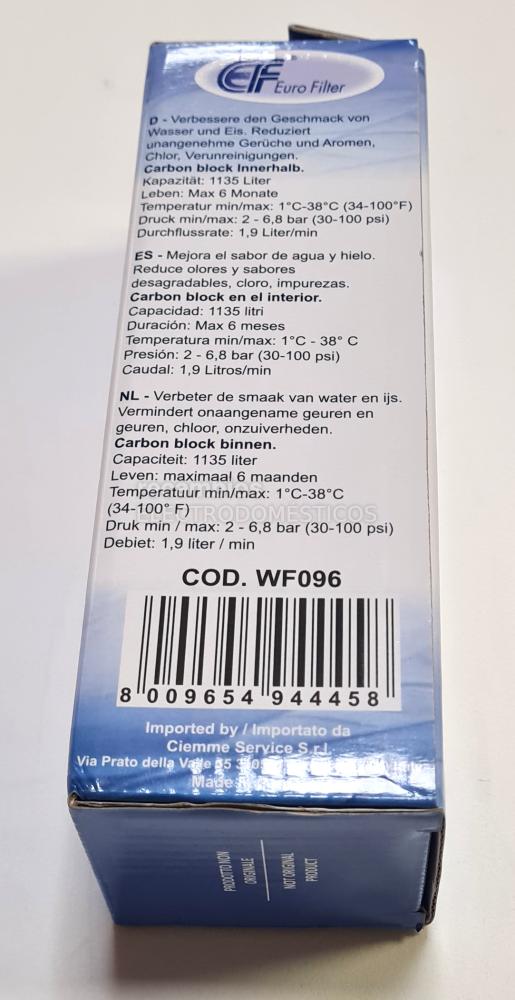 EF Euro Filter
D - Verbessere den Geschmack von
Wasser und Eis. Reduziert
unangenehme Gerüche und Aromen,
Chlor, Verunreinigungen.
Carbon block Innerhalb.
Kapazität: 1135 Liter
Leben: Max 6 Monate
Temperatur min/max: 1°C-38°C (34-100°F)
Druck min/max: 2 - 6,8 bar (30-100 psi)
Durchflussrate: 1,9 Liter/min
ES - Mejora el sabor de agua y hielo.
Reduce olores y sabores
desagradables, cloro, impurezas.
Carbon block en el interior.
Capacidad: 1135 litri
Duración: Max 6 meses
Temperatura min/max: 1°C - 38° C
Presión: 2 - 6,8 bar (30-100 psi)
Caudal: 1,9 Litros/min
NL - Verbeter de smaak van water en ijs.
Vermindert onaangename geuren en
geuren, chloor, onzuiverheden.
Carbon block binnen.
Capaciteit: 1135 liter
Leven: maximaal 6 maanden
recambios
Temperatuur min/max: 1°C-38°C
(34-100° F)
ELECTRODOMESTICOS
Druk min / max: 2 - 6,8 bar (30-100 psi)
Debiet: 1,9 liter / min
COD. WF096
8 009654 944458
Imported by / Importato da
Ciemme Service S.r.l.
Via Prato della Valle
Made
PRODOTTO NON
ORIGINALE
NOT ORIGINAL
PRODUCT